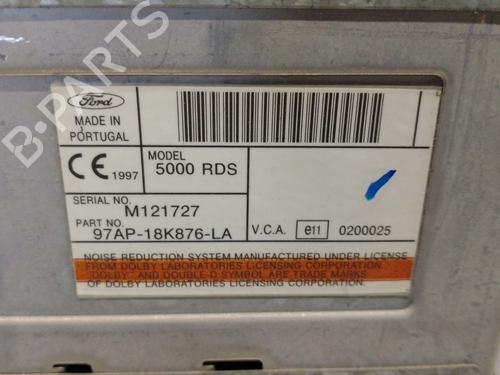 B-PARTS
Ford
MADE IN
PORTUGAL
CE 1997
MODEL
5000 RDS
SERIAL NO.
M121727
PART NO.
97AP-18K876-LA
V.C.A. e11 0200025
NOISE REDUCTION SYSTEM MANUFACTURED UNDER LICENSE
FROM DOLBY LABORATORIES LICENSING CORPORATION.
"DOLBY" AND DOUBLE-D SYMBOL ARE TRADE MARKS
OF DOLBY LABORATORIES LICENSING CORPORATION.